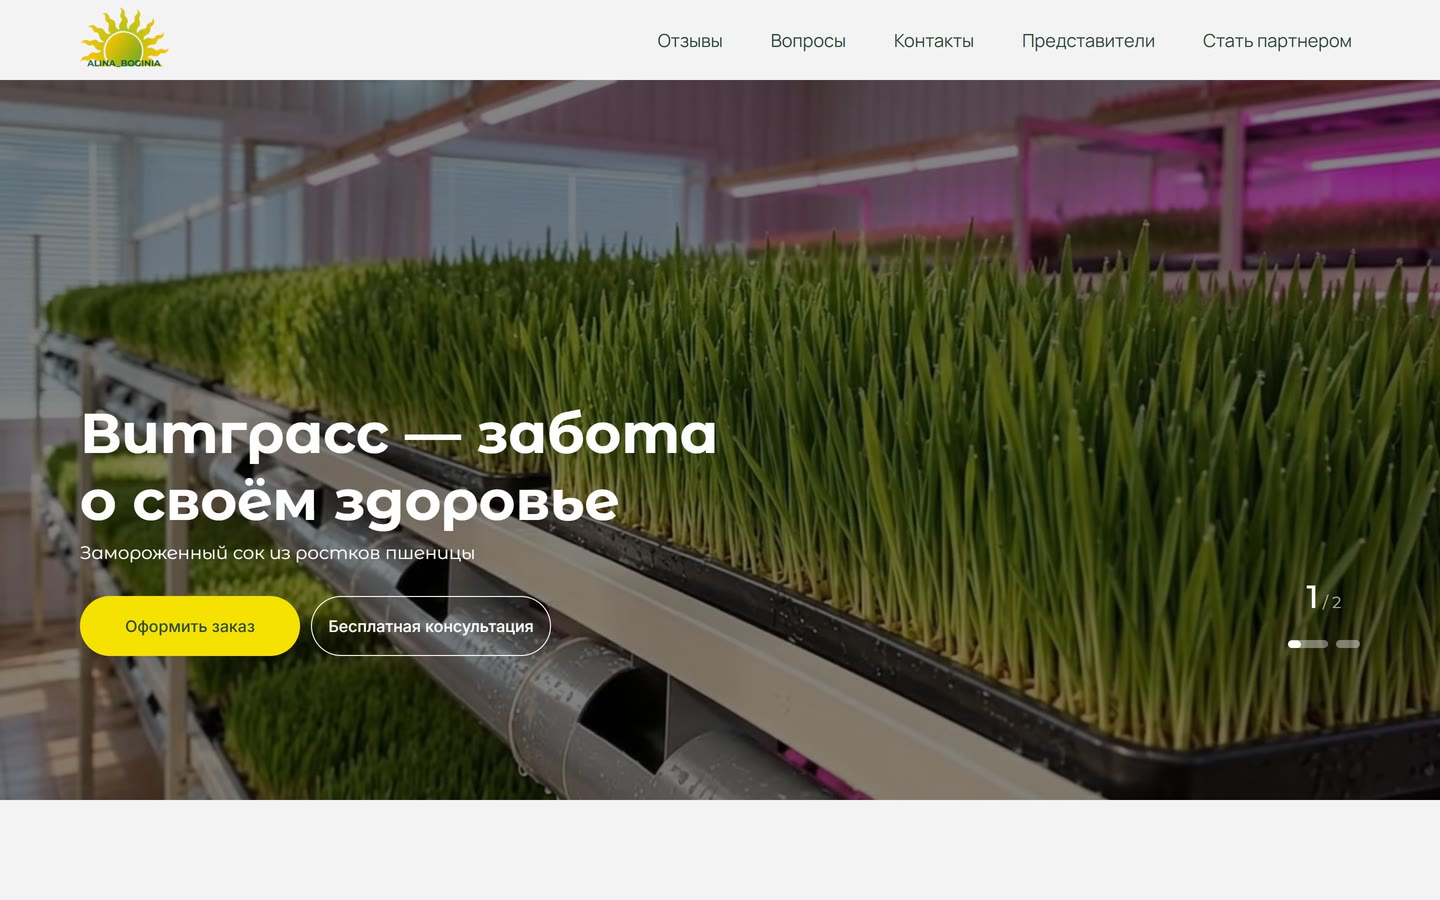 ALINA_BOGINIA
Отзывы
Вопросы
Контакты
Представители
Стать партнером
Витграсс — забота
о своём здоровье
Замороженный сок из ростков пшеницы
Оформить заказ
Бесплатная консультация
1 / 2